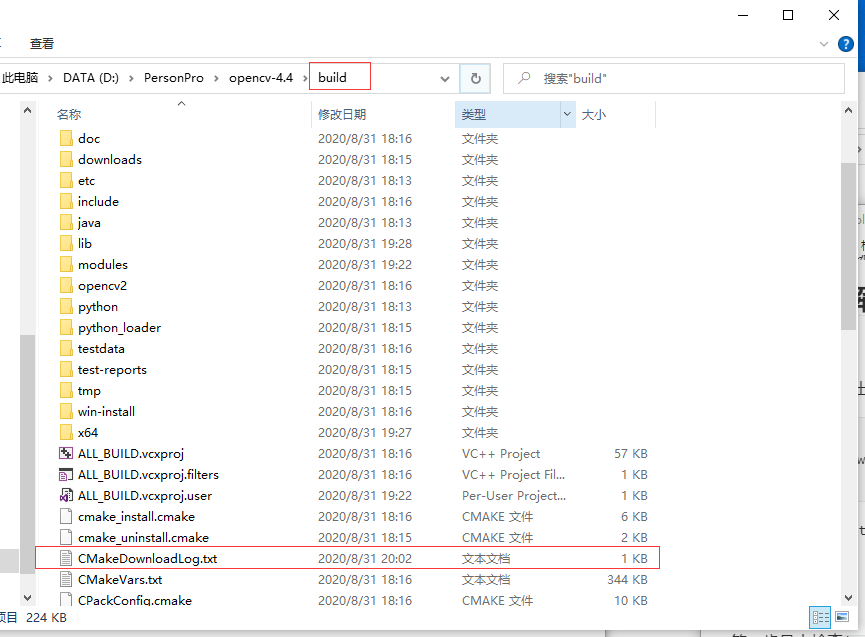 查看
此电脑 › DATA (D:) › PersonPro › opencv-4.4 › build
搜索"build"
名称 修改日期 类型 大小
doc 2020/8/31 18:16 文件夹
downloads 2020/8/31 18:15 文件夹
etc 2020/8/31 18:13 文件夹
include 2020/8/31 18:16 文件夹
java 2020/8/31 18:13 文件夹
lib 2020/8/31 19:28 文件夹
modules 2020/8/31 19:22 文件夹
opencv2 2020/8/31 18:16 文件夹
python 2020/8/31 18:13 文件夹
python_loader 2020/8/31 18:15 文件夹
testdata 2020/8/31 18:16 文件夹
test-reports 2020/8/31 18:15 文件夹
tmp 2020/8/31 18:15 文件夹
win-install 2020/8/31 18:16 文件夹
x64 2020/8/31 19:27 文件夹
ALL_BUILD.vcxproj 2020/8/31 18:16 VC++ Project 57 KB
ALL_BUILD.vcxproj.filters 2020/8/31 18:16 VC++ Project Fil... 1 KB
ALL_BUILD.vcxproj.user 2020/8/31 19:22 Per-User Project... 1 KB
cmake_install.cmake 2020/8/31 18:16 CMAKE 文件 6 KB
cmake_uninstall.cmake 2020/8/31 18:15 CMAKE 文件 2 KB
CMakeDownloadLog.txt 2020/8/31 20:02 文本文档 1 KB
CMakeVars.txt 2020/8/31 18:16 文本文档 344 KB
CPackConfig.cmake 2020/8/31 18:16 CMAKE 文件 10 KB
项目 224 KB